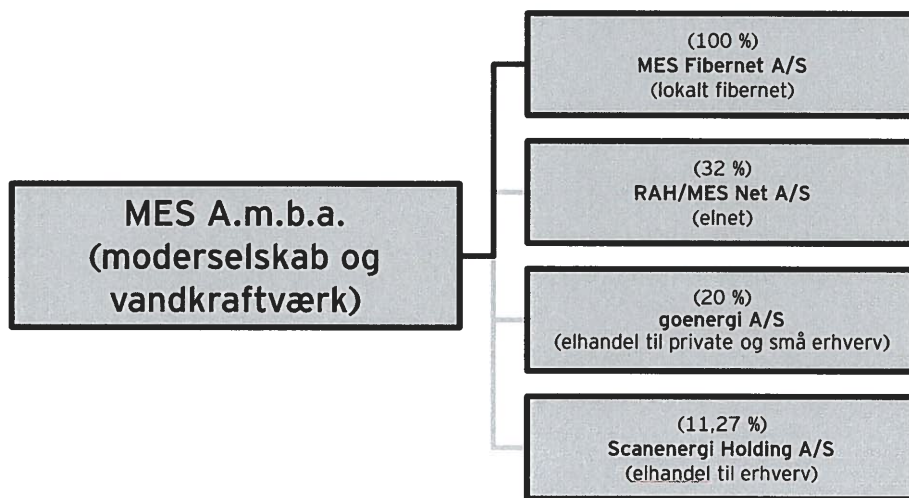 MES A.m.b.a.
(moderselskab og
vandkraftværk)
(100 %)
MES Fibernet A/S
(lokalt fibernet)
(32 %)
RAH/MES Net A/S
(elnet)
(20 %)
goenergi A/S
(elhandel til private og små erhverv)
(11,27 %)
Scanenergi Holding A/S
(elhandel til erhverv)